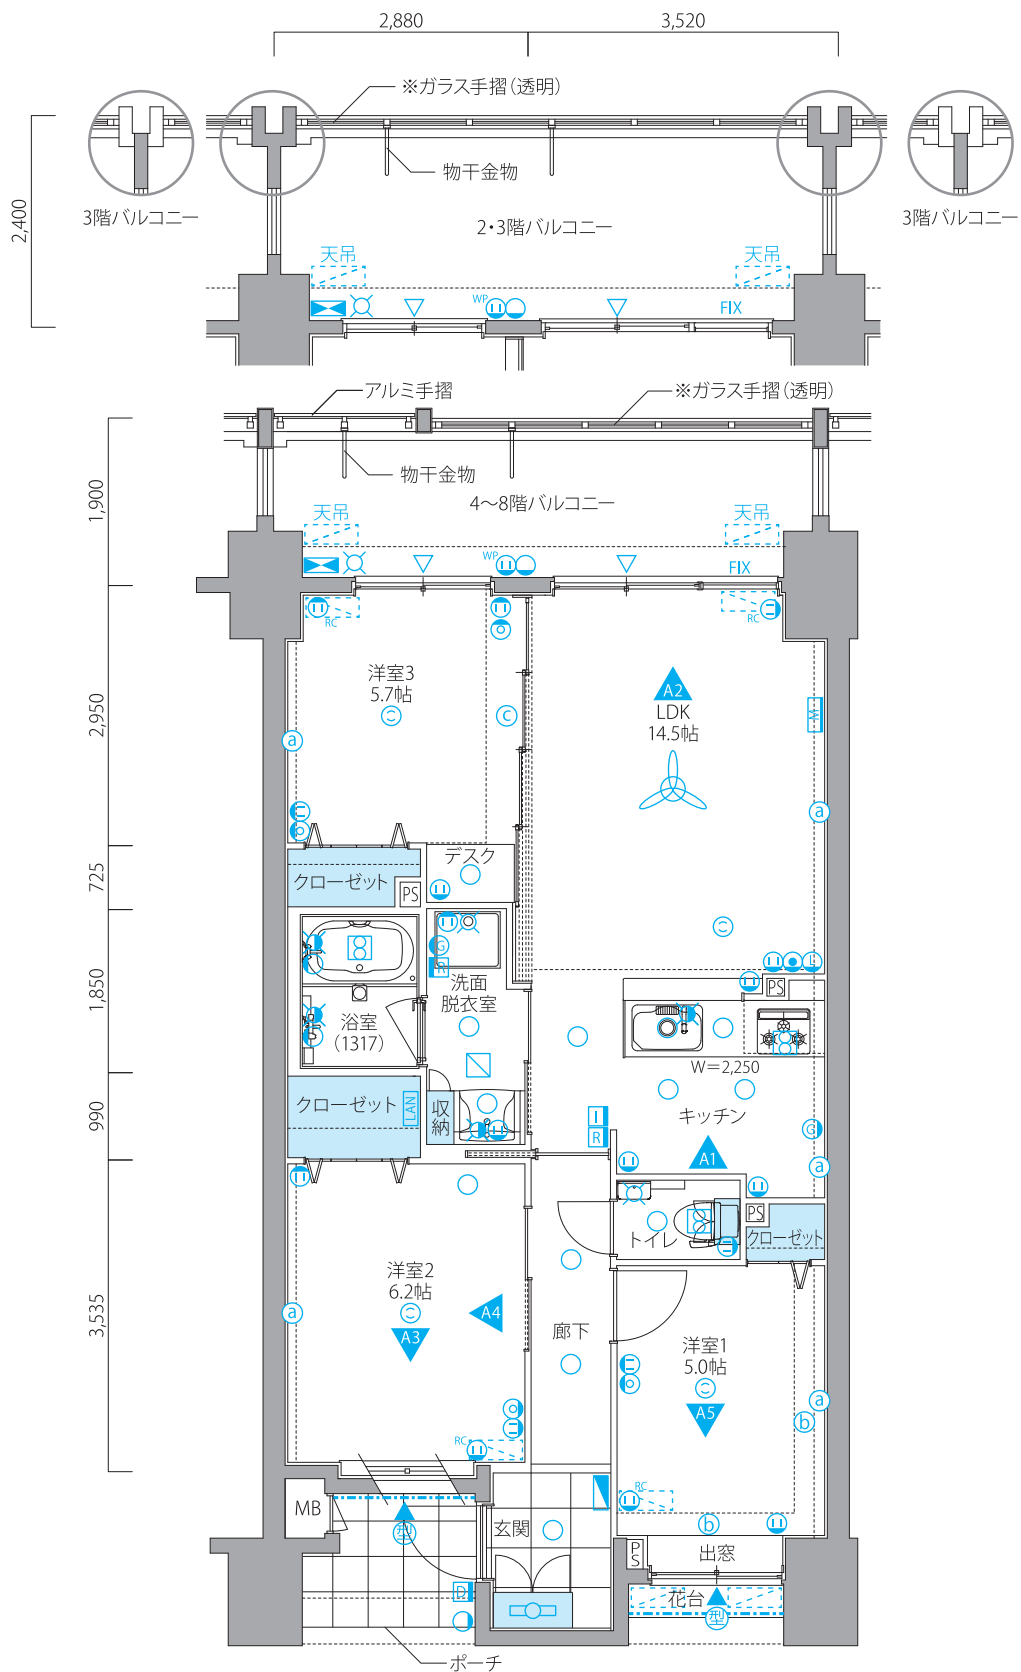 2,880
3,520
※ガラス手摺(透明)
物干金物
2,400
3階バルコニー
3階バルコニー
2・3階バルコニー
天吊
天吊
WP
FIX
アルミ手摺
※ガラス手摺(透明)
物干金物
1,900
4〜8階バルコニー
天吊
天吊
WP
FIX
RC
RC
洋室3
5.7帖
C
C
A2
LDK
14.5帖
M
2,950
a
a
デスク
725
クローゼット
PS
C
G
R
L
洗面
脱衣室
PS
1,850
浴室
(1317)
W=2,250
990
クローゼット
LAN
収納
I
R
キッチン
G
A1
a
PS
トイレ
クローゼット
洋室2
6.2帖
C
A4
A3
a
3,535
廊下
洋室1
5.0帖
C
A5
a
b
RC
RC
MB
型
玄関
b
PS
出窓
D
花台
型
ポーチ